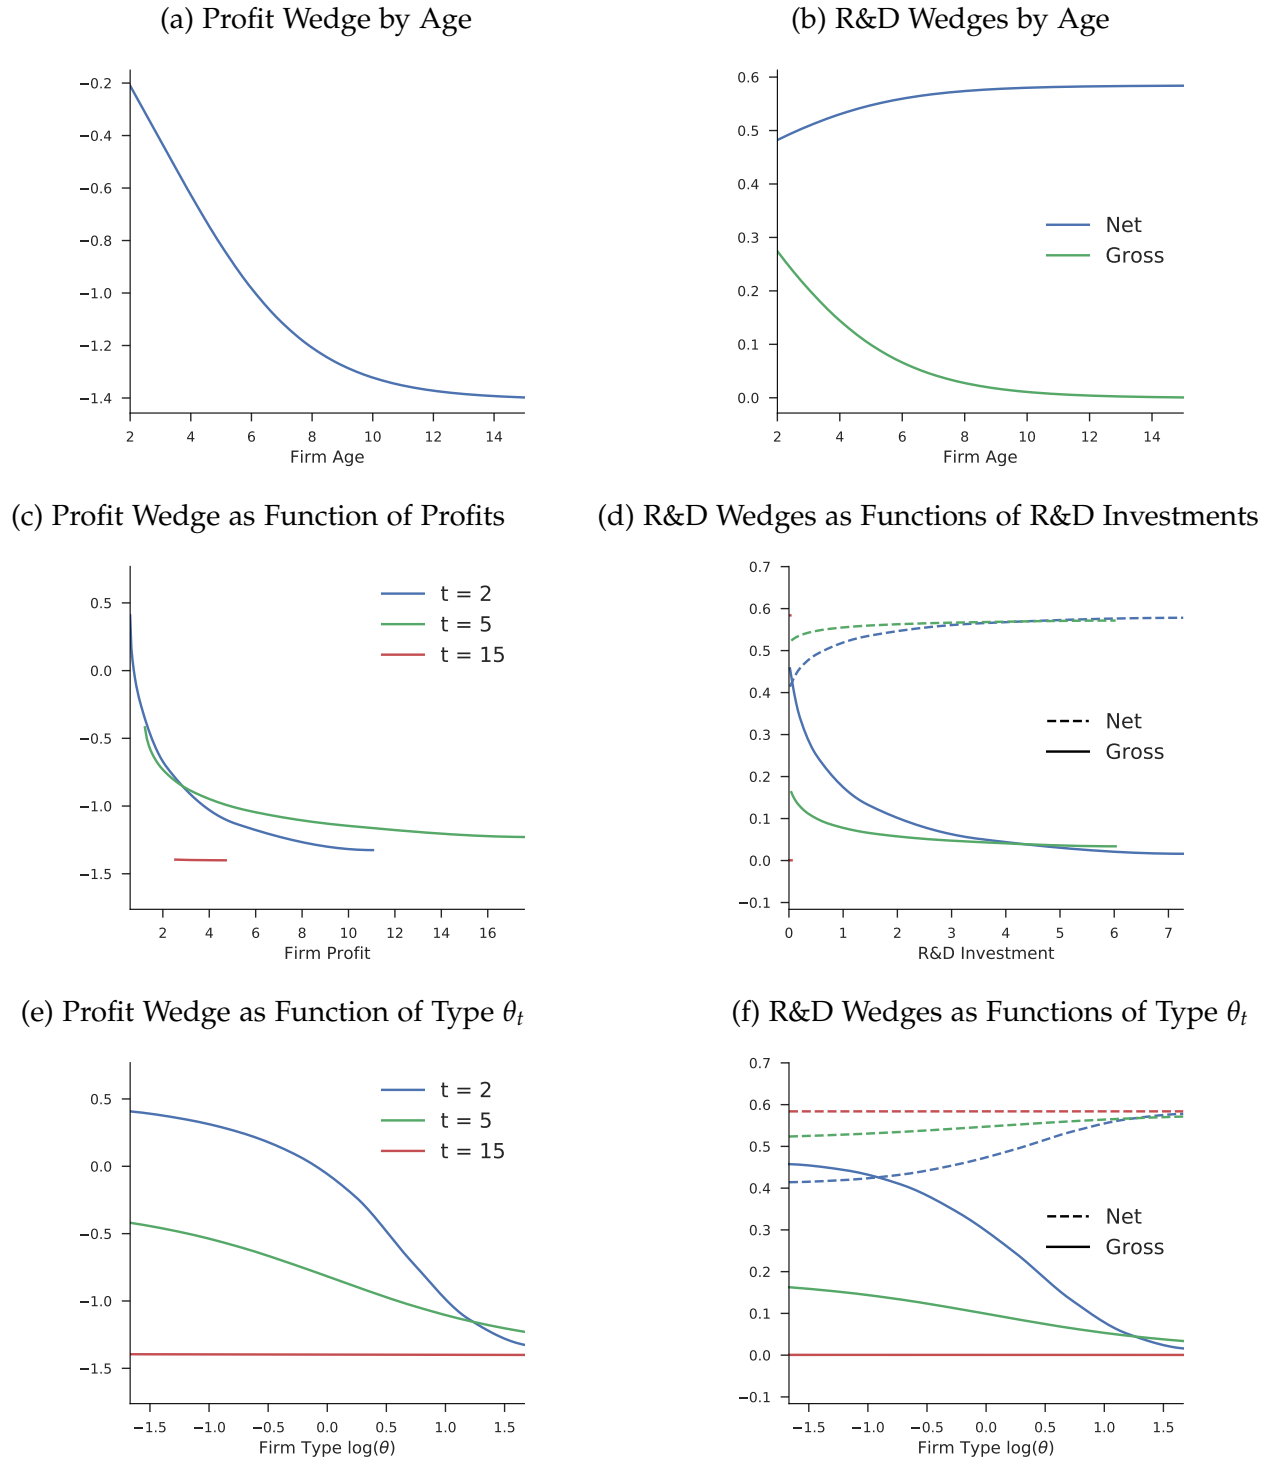 (a) Profit Wedge by Age
−0.2
−0.4
−0.6
−0.8
−1.0
−1.2
−1.4
2 4 6 8 10 12 14
Firm Age
(b) R&D Wedges by Age
0.6
0.5
0.4
0.3
0.2
0.1
0.0
Net
Gross
2 4 6 8 10 12 14
Firm Age
(c) Profit Wedge as Function of Profits
0.5
0.0
−0.5
−1.0
−1.5
t = 2
t = 5
t = 15
2 4 6 8 10 12 14 16
Firm Profit
(d) R&D Wedges as Functions of R&D Investments
0.7
0.6
0.5
0.4
0.3
0.2
0.1
0.0
−0.1
Net
Gross
0 1 2 3 4 5 6 7
R&D Investment
(e) Profit Wedge as Function of Type θt
0.5
0.0
−0.5
−1.0
−1.5
t = 2
t = 5
t = 15
−1.5 −1.0 −0.5 0.0 0.5 1.0 1.5
Firm Type log(θ)
(f) R&D Wedges as Functions of Type θt
0.7
0.6
0.5
0.4
0.3
0.2
0.1
0.0
−0.1
Net
Gross
−1.5 −1.0 −0.5 0.0 0.5 1.0 1.5
Firm Type log(θ)